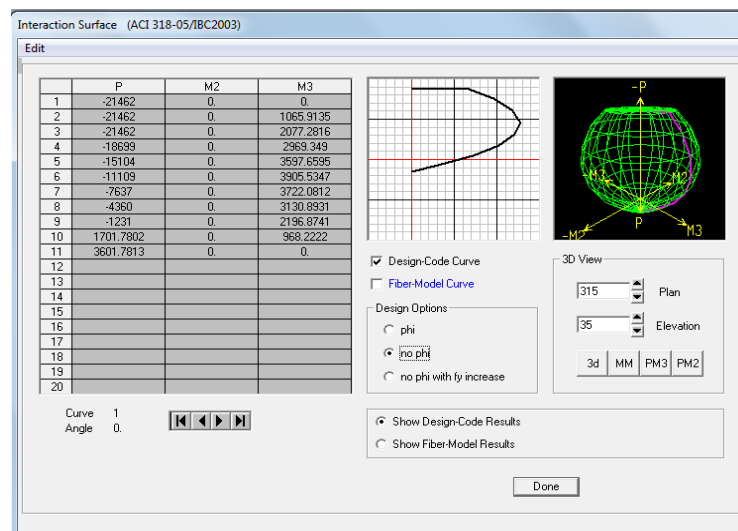 Interaction Surface (ACI 318-05/IBC2003)
Edit
P M2 M3
1 -21462 0. 0.
2 -21462 0. 1065.9135
3 -21462 0. 2077.2816
4 -18699 0. 2969.349
5 -15104 0. 3597.6595
6 -11109 0. 3905.5347
7 -7637 0. 3722.0812
8 -4360 0. 3130.8931
9 -1231 0. 2196.8741
10 1701.7802 0. 968.2222
11 3601.7813 0. 0.
12
13
14
15
16
17
18
19
20
Curve 1
Angle 0.
-P
-M3
M2
-M2
P
M3
Design-Code Curve
Fiber-Model Curve
Design Options
phi
no phi
no phi with fy increase
3D View
315 Plan
35 Elevation
3d MM PM3 PM2
Show Design-Code Results
Show Fiber-Model Results
Done